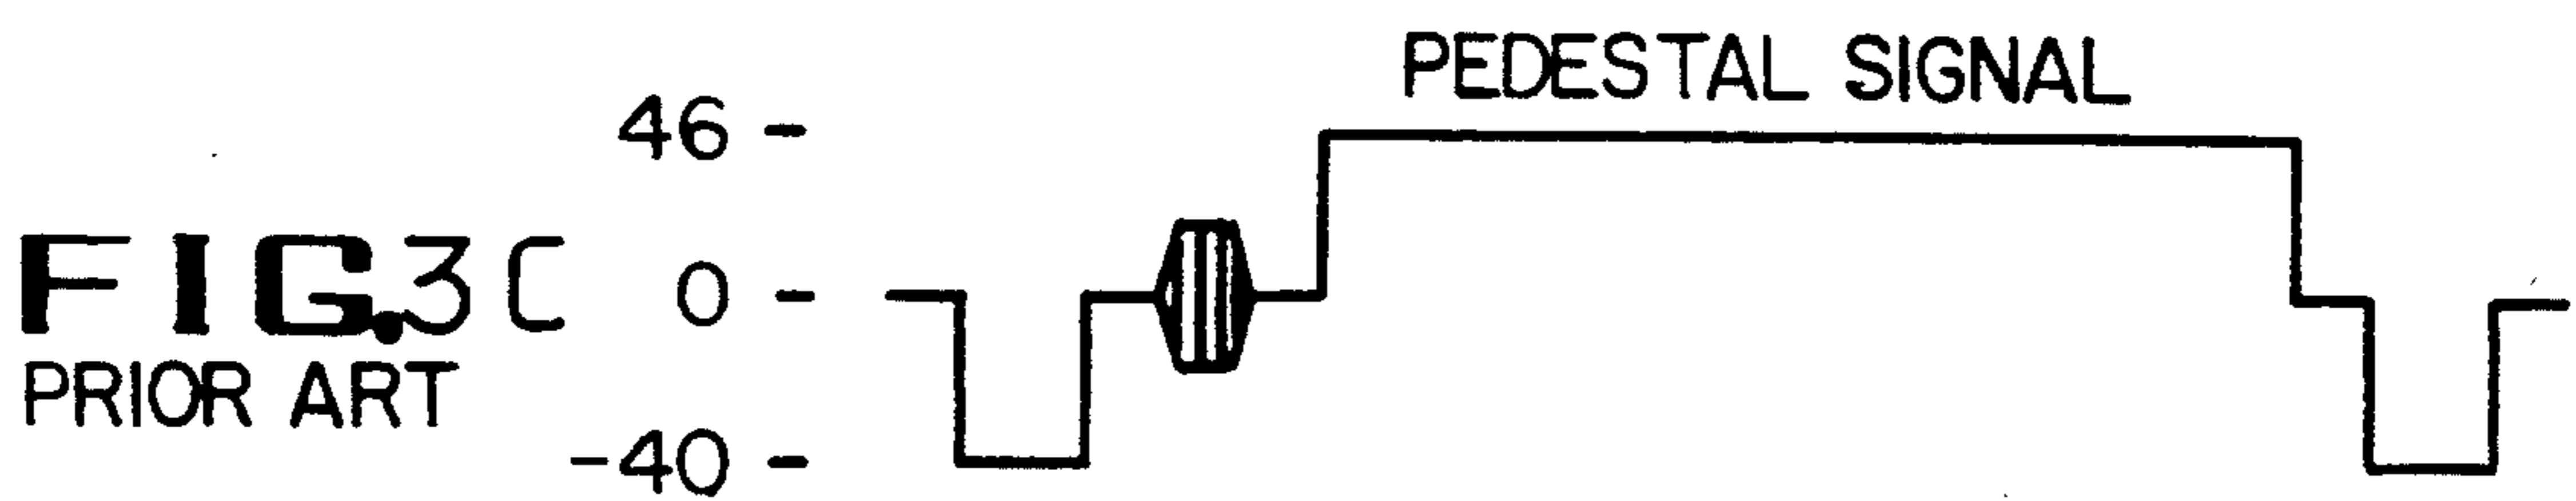 PEDESTAL SIGNAL
46 -
FIG.3C
0 -
PRIOR ART
-40 -